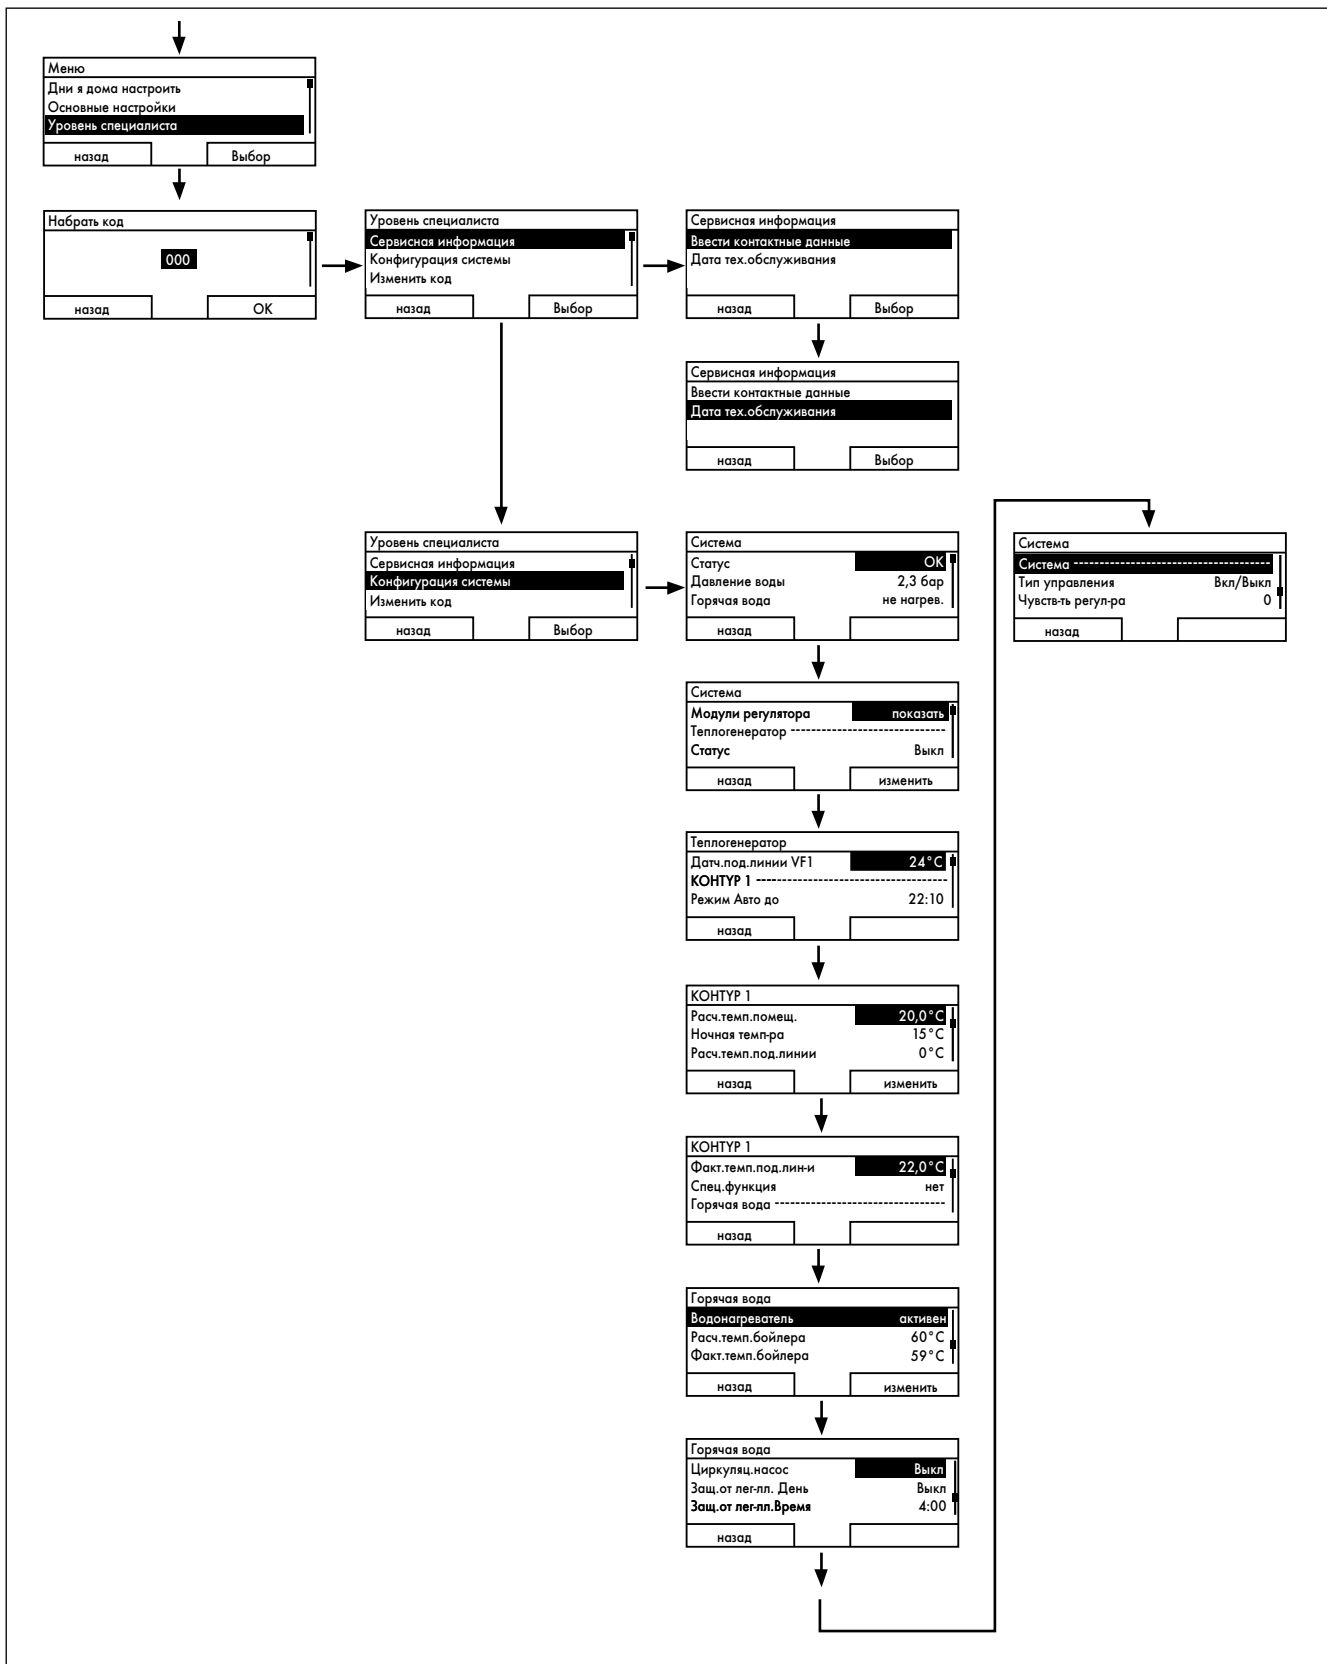 Меню
Дни я дома настроить
Основные настройки
Уровень специалиста
назад Выбор
Набрать код
000
назад OK
Уровень специалиста
Сервисная информация
Конфигурация системы
Изменить код
назад Выбор
Сервисная информация
Ввести контактные данные
Дата тех.обслуживания
назад Выбор
Сервисная информация
Ввести контактные данные
Дата тех.обслуживания
назад Выбор
Уровень специалиста
Сервисная информация
Конфигурация системы
Изменить код
назад Выбор
Система
Статус OK
Давление воды 2,3 бар
Горячая вода не нагрев.
назад
Система
Модули регулятора показать
Теплогенератор ------------------------------
Статус Выкл
назад изменить
Теплогенератор
Датч.под.линии VF1 24°C
КОНТУР 1 ------------------------------------
Режим Авто до 22:10
назад
КОНТУР 1
Расч.темп.помещ. 20,0°C
Ночная темп-ра 15°C
Расч.темп.под.линии 0°C
назад изменить
КОНТУР 1
Факт.темп.под.лин-и 22,0°C
Спец.функция нет
Горячая вода ---------------------------------
назад
Горячая вода
Водонагреватель активен
Расч.темп.бойлера 60°C
Факт.темп.бойлера 59°C
назад изменить
Горячая вода
Циркуляц.насос Выкл
Защ.от лег-лл. День Выкл
Защ.от лег-лл.Время 4:00
назад
Система
Система ---------------------------------------
Тип управления Вкл/Выкл
Чувств-ть регул-ра 0
назад